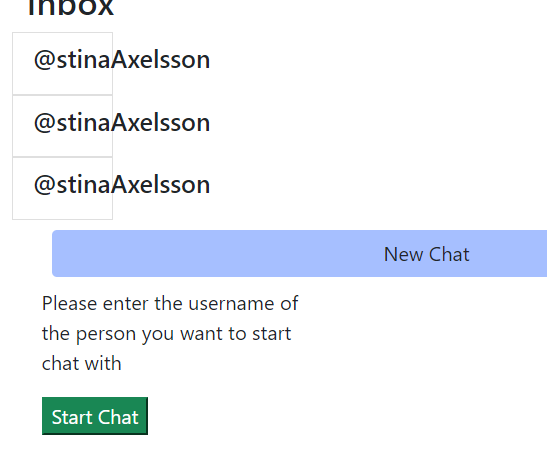 Inbox
@stinaAxelsson
@stinaAxelsson
@stinaAxelsson
New Chat
Please enter the username of
the person you want to start
chat with
Start Chat